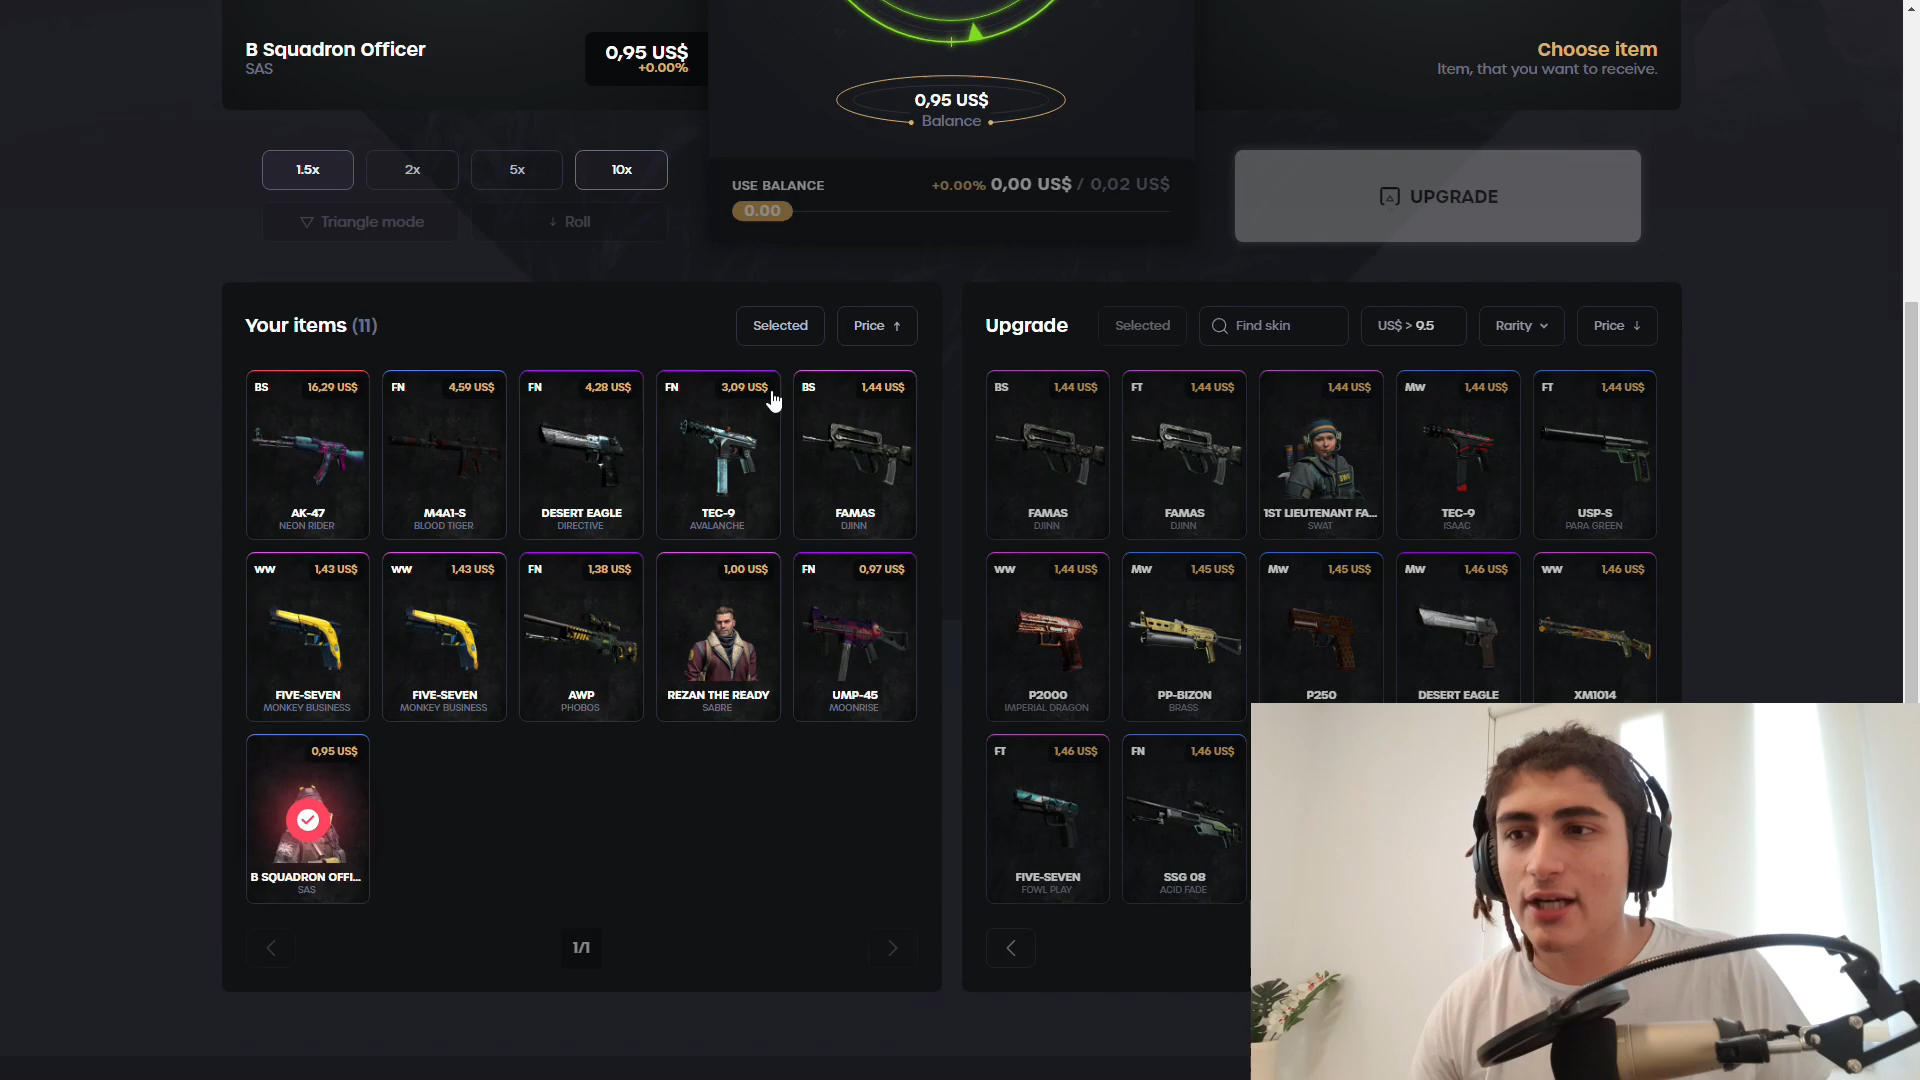 B Squadron Officer
SAS
0,95 US$
+0.00%
Choose item
Item, that you want to receive.
0,95 US$
Balance
1.5x
2x
5x
10x
Triangle mode
Roll
USE BALANCE
+0.00% 0,00 US$ / 0,02 US$
0.00
UPGRADE
Your items (11)
Selected
Price
BS 16,29 US$
AK-47
NEON RIDER
FN 4,59 US$
M4A1-S
BLOOD TIGER
FN 4,28 US$
DESERT EAGLE
DIRECTIVE
FN 3,09 US$
TEC-9
AVALANCHE
BS 1,44 US$
FAMAS
DJINN
WW 1,43 US$
FIVE-SEVEN
MONKEY BUSINESS
WW 1,43 US$
FIVE-SEVEN
MONKEY BUSINESS
FN 1,38 US$
AWP
PHOBOS
1,00 US$
REZAN THE READY
SABRE
FN 0,97 US$
UMP-45
MOONRISE
0,95 US$
B SQUADRON OFFI...
SAS
1/1
Upgrade
Selected
Find skin
US$ > 9.5
Rarity
Price
BS 1,44 US$
FAMAS
DJINN
FT 1,44 US$
FAMAS
DJINN
1,44 US$
1ST LIEUTENANT FA...
SWAT
MW 1,44 US$
TEC-9
ISAAC
FT 1,44 US$
USP-S
PARA GREEN
WW 1,44 US$
P2000
IMPERIAL DRAGON
MW 1,45 US$
PP-BIZON
BRASS
MW 1,45 US$
P250
MW 1,46 US$
DESERT EAGLE
WW 1,46 US$
XM1014
FT 1,46 US$
FIVE-SEVEN
FOWL PLAY
FN 1,46 US$
SSG 08
ACID FADE